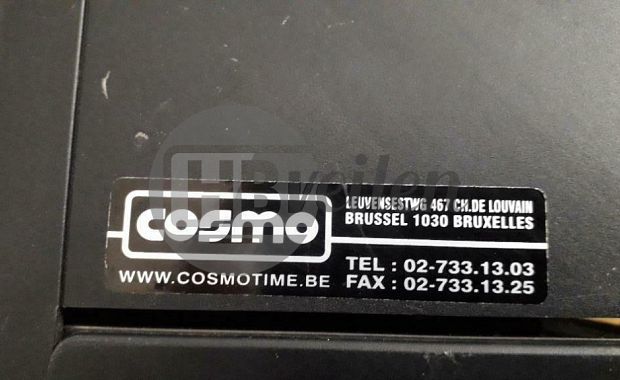 HBveilen
cosmo
LEUVENSESTWG 467 CH.DE LOUVAIN
BRUSSEL 1030 BRUXELLES
WWW.COSMOTIME.BE
TEL : 02-733.13.03
FAX : 02-733.13.25